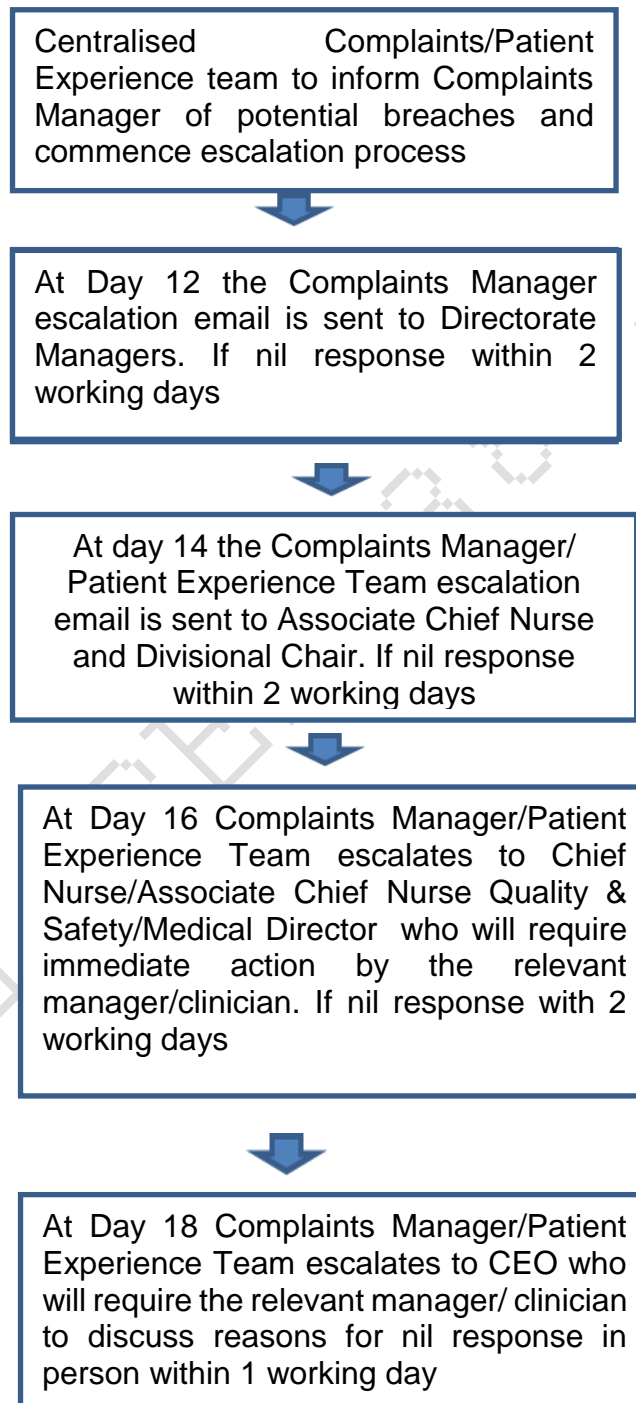 Centralised Complaints/Patient
Experience team to inform Complaints
Manager of potential breaches and
commence escalation process
At Day 12 the Complaints Manager
escalation email is sent to Directorate
Managers. If nil response within 2
working days
At day 14 the Complaints Manager/
Patient Experience Team escalation
email is sent to Associate Chief Nurse
and Divisional Chair. If nil response
within 2 working days
At Day 16 Complaints Manager/Patient
Experience Team escalates to Chief
Nurse/Associate Chief Nurse Quality &
Safety/Medical Director who will require
immediate action by the relevant
manager/clinician. If nil response with 2
working days
At Day 18 Complaints Manager/Patient
Experience Team escalates to CEO who
will require the relevant manager/ clinician
to discuss reasons for nil response in
person within 1 working day